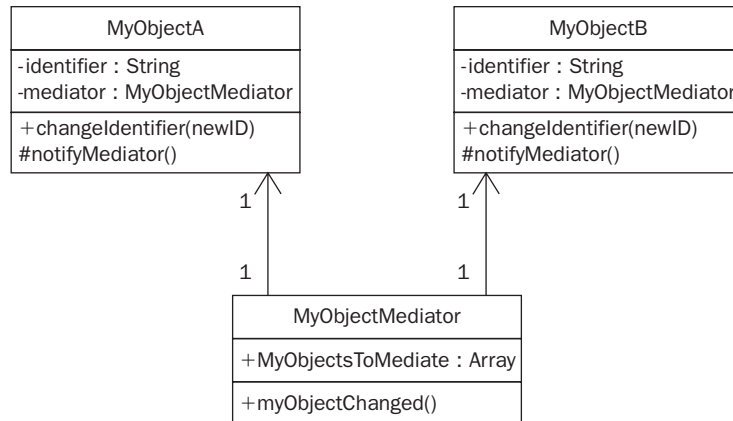 MyObjectA
-identifier : String
-mediator : MyObjectMediator
+changeIdentifier(newID)
#notifyMediator()
MyObjectB
-identifier : String
-mediator : MyObjectMediator
+changeIdentifier(newID)
#notifyMediator()
1
1
1
1
MyObjectMediator
+MyObjectsToMediate : Array
+myObjectChanged()